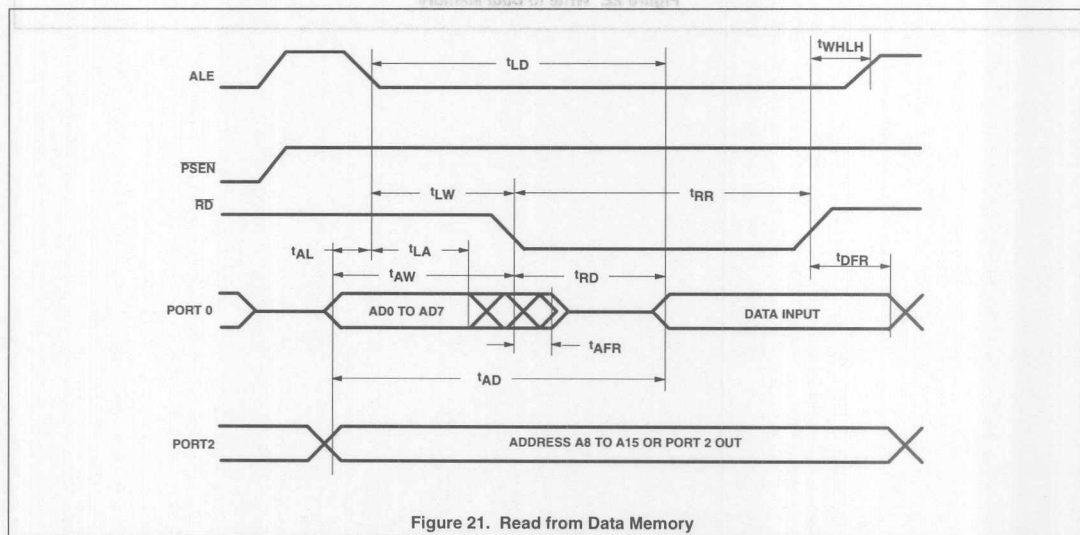 ALE
tLD
tWHLH
PSEN
tLW
tRR
RD
tAL
tLA
tAW
tRD
tDFR
PORT 0
AD0 TO AD7
DATA INPUT
tAFR
tAD
PORT2
ADDRESS A8 TO A15 OR PORT 2 OUT
Figure 21. Read from Data Memory